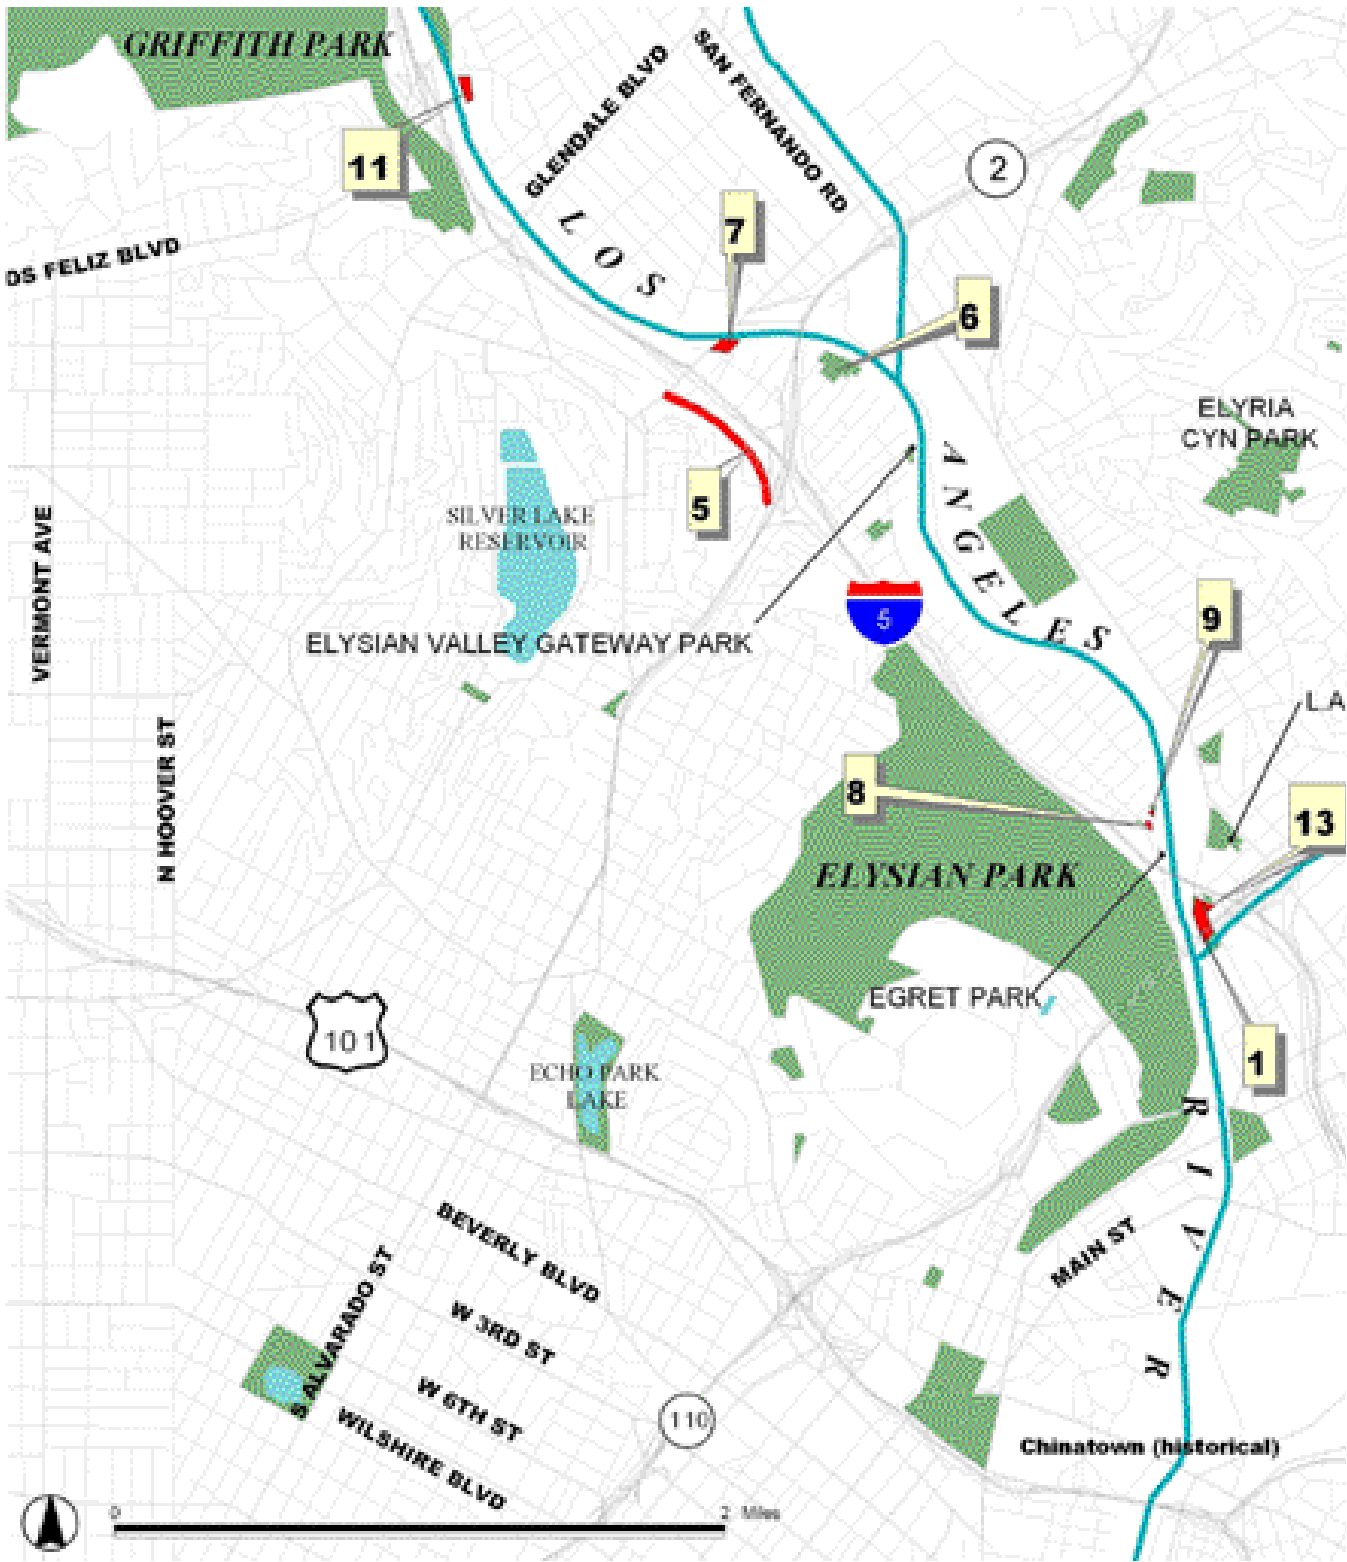 GRIFFITH PARK
GLENDALE BLVD
SAN FERNANDO RD
2
11
7
OS FELIZ BLVD
LOS
6
ELYRIA
CYN PARK
5
SILVER LAKE
RESERVOIR
ANGELES
VERMONT AVE
5
9
ELYSIAN VALLEY GATEWAY PARK
L.A
N HOOVER ST
8
13
ELYSIAN PARK
EGRET PARK
101
1
ECHO PARK
LAKE
RIVER
BEVERLY BLVD
MAIN ST
S ALVARADO ST
W 3RD ST
W 6TH ST
WILSHIRE BLVD
110
Chinatown (historical)
0 2 Miles